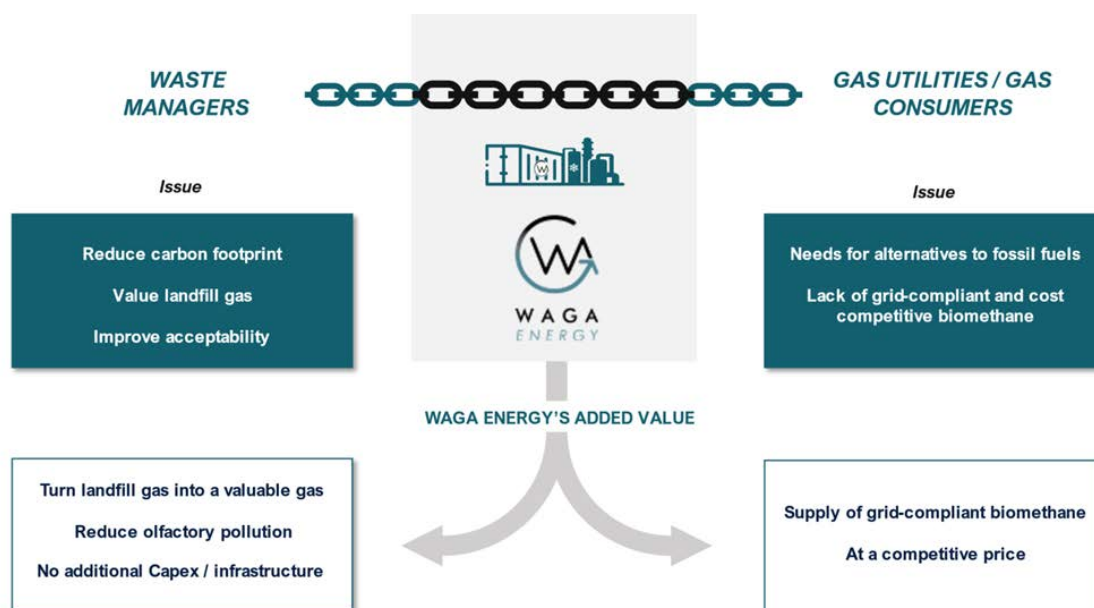 WASTE
MANAGERS
GAS UTILITIES / GAS
CONSUMERS
Issue
Reduce carbon footprint
Value landfill gas
Improve acceptability
W
WA
WAGA
ENERGY
Issue
Needs for alternatives to fossil fuels
Lack of grid-compliant and cost
competitive biomethane
WAGA ENERGY'S ADDED VALUE
Turn landfill gas into a valuable gas
Reduce olfactory pollution
No additional Capex / infrastructure
Supply of grid-compliant biomethane
At a competitive price